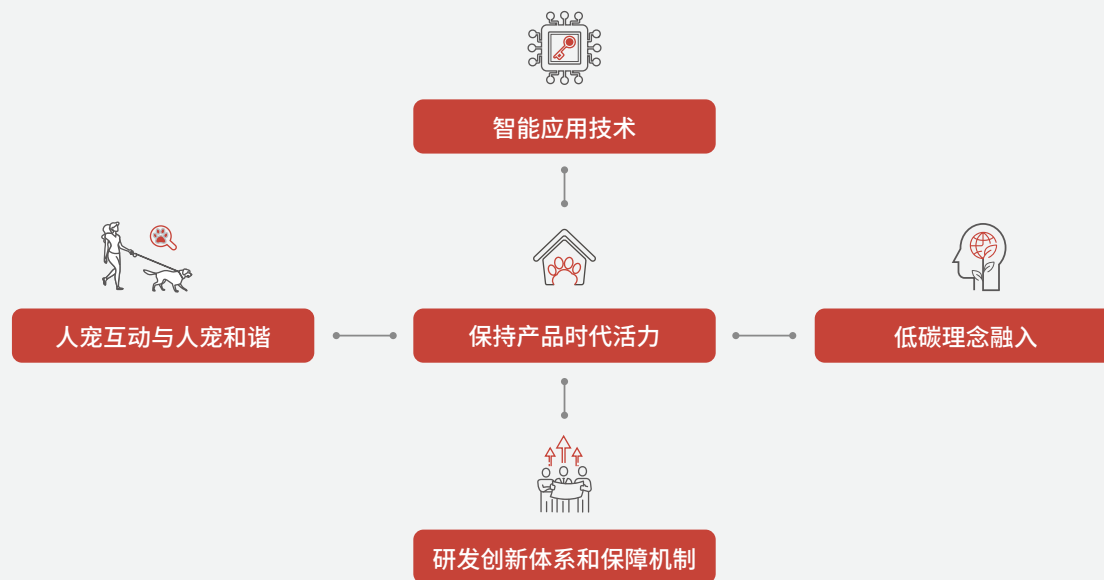 智能应用技术
人宠互动与人宠和谐
保持产品时代活力
低碳理念融入
研发创新体系和保障机制